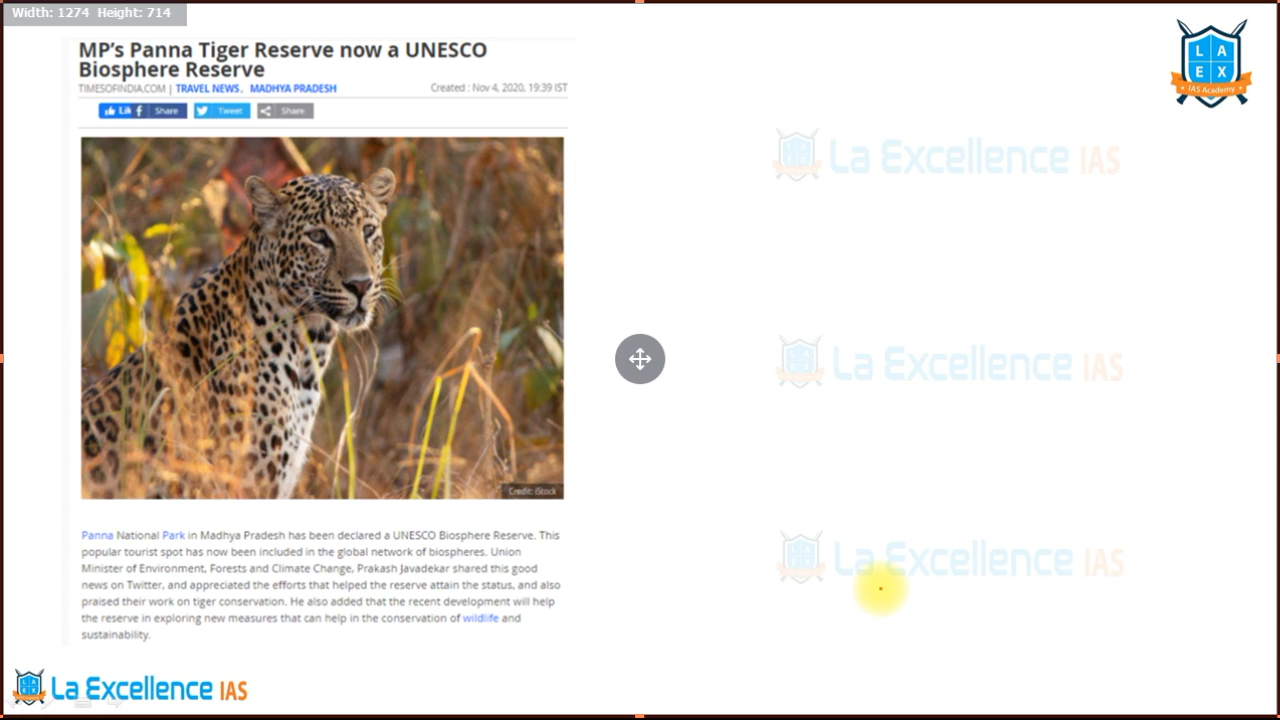 Width: 1274 Height: 714
MP’s Panna Tiger Reserve now a UNESCO
Biosphere Reserve
TIMESOFINDIA.COM | TRAVEL NEWS, MADHYA PRADESH Created : Nov 4, 2020, 19:39 IST
Lik Share Tweet Share
Credit: iStock
Panna National Park in Madhya Pradesh has been declared a UNESCO Biosphere Reserve. This
popular tourist spot has now been included in the global network of biospheres. Union
Minister of Environment, Forests and Climate Change, Prakash Javadekar shared this good
news on Twitter, and appreciated the efforts that helped the reserve attain the status, and also
praised their work on tiger conservation. He also added that the recent development will help
the reserve in exploring new measures that can help in the conservation of wildlife and
sustainability.
LA
EX
IAS Academy
La Excellence IAS
La Excellence IAS
La Excellence IAS
La Excellence IAS